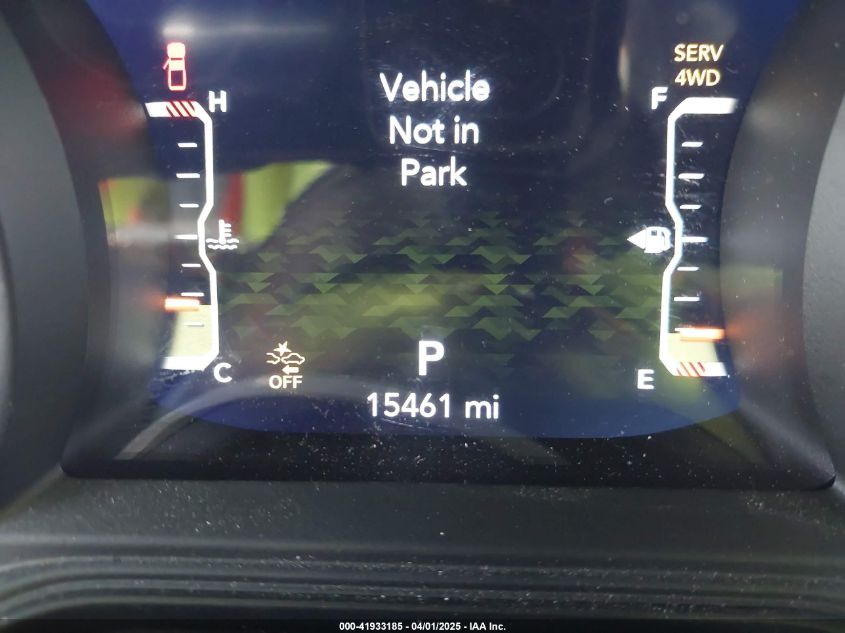 SERV
4WD
H
Vehicle
Not in
Park
F
C
OFF
P
15461 mi
E
000-41933185 - 04/01/2025 - IAA Inc.